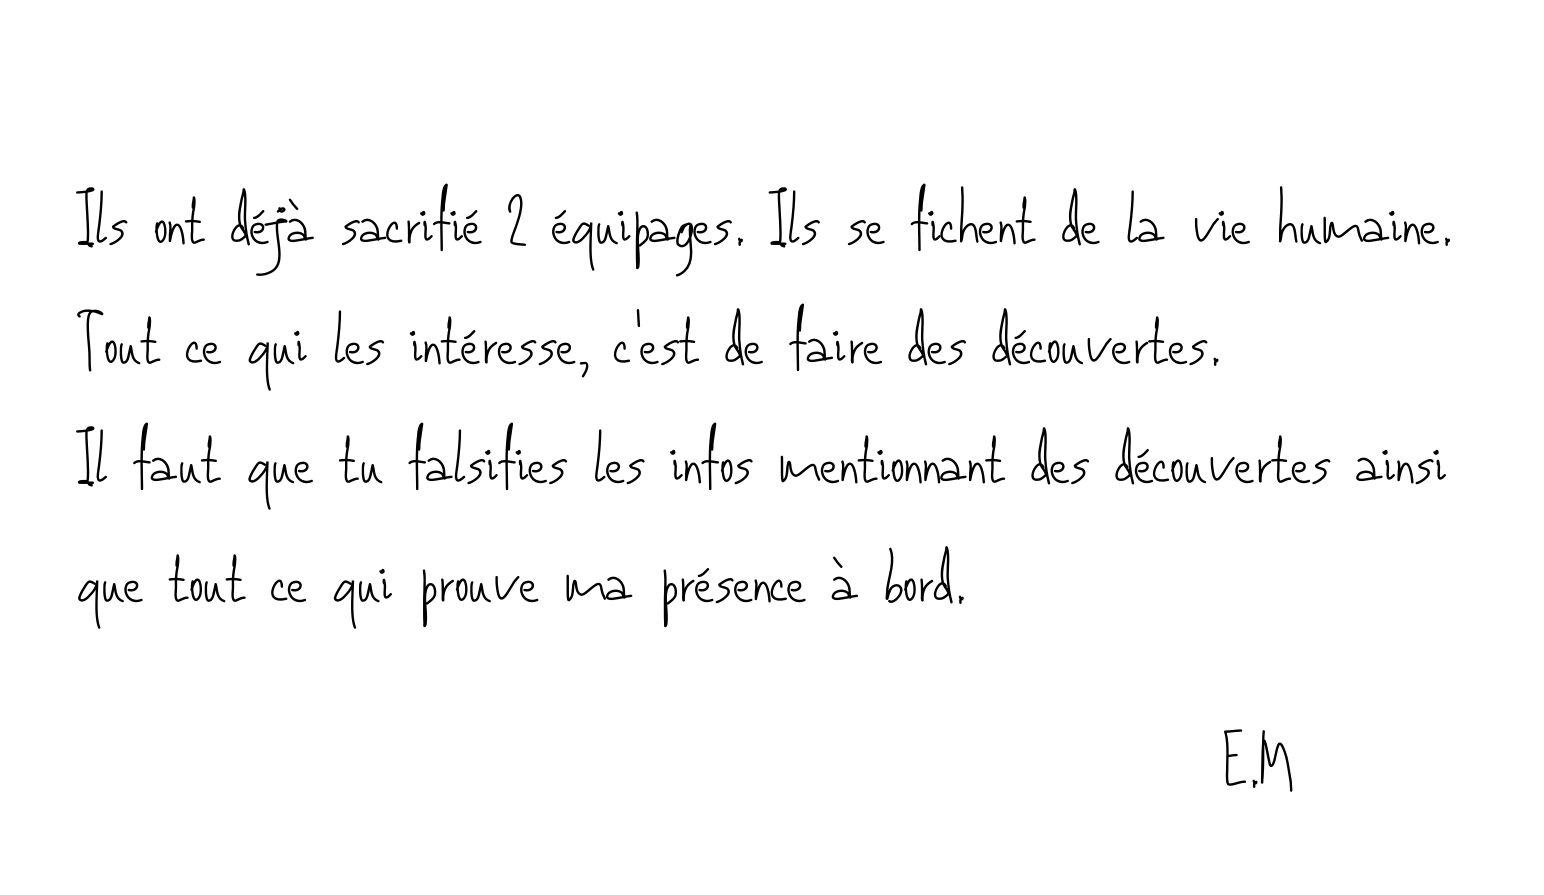 Ils ont déjà sacrifié 2 équipages. Ils se fichent de la vie humaine.
Tout ce qui les intéresse, c'est de faire des découvertes.
Il faut que tu falsifies les infos mentionnant des découvertes ainsi
que tout ce qui prouve ma présence à bord.
E.M